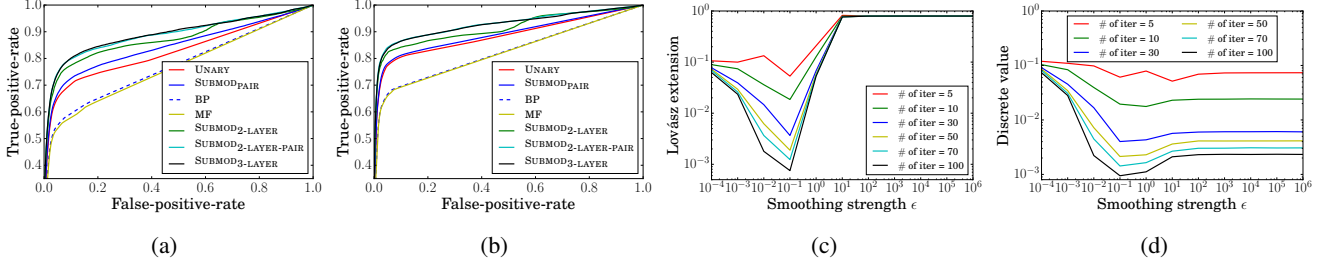 True-positive-rate
1.0
0.9
0.8
0.7
0.6
0.5
0.4
0.0 0.2 0.4 0.6 0.8 1.0
False-positive-rate
UNARY
SUBMODPAIR
BP
MF
SUBMOD2-LAYER
SUBMOD2-LAYER-PAIR
SUBMOD3-LAYER
(a)
True-positive-rate
1.0
0.9
0.8
0.7
0.6
0.5
0.4
0.0 0.2 0.4 0.6 0.8 1.0
False-positive-rate
UNARY
SUBMODPAIR
BP
MF
SUBMOD2-LAYER
SUBMOD2-LAYER-PAIR
SUBMOD3-LAYER
(b)
Lovász extension
10^0
10^-1
10^-2
10^-3
10^-4 10^-3 10^-2 10^-1 10^0 10^1 10^2 10^3 10^4 10^5 10^6
Smoothing strength ϵ
# of iter = 5
# of iter = 10
# of iter = 30
# of iter = 50
# of iter = 70
# of iter = 100
(c)
Discrete value
10^0
10^-1
10^-2
10^-3
10^-4 10^-3 10^-2 10^-1 10^0 10^1 10^2 10^3 10^4 10^5 10^6
Smoothing strength ϵ
# of iter = 5
# of iter = 10
# of iter = 30
# of iter = 50
# of iter = 70
# of iter = 100
(d)